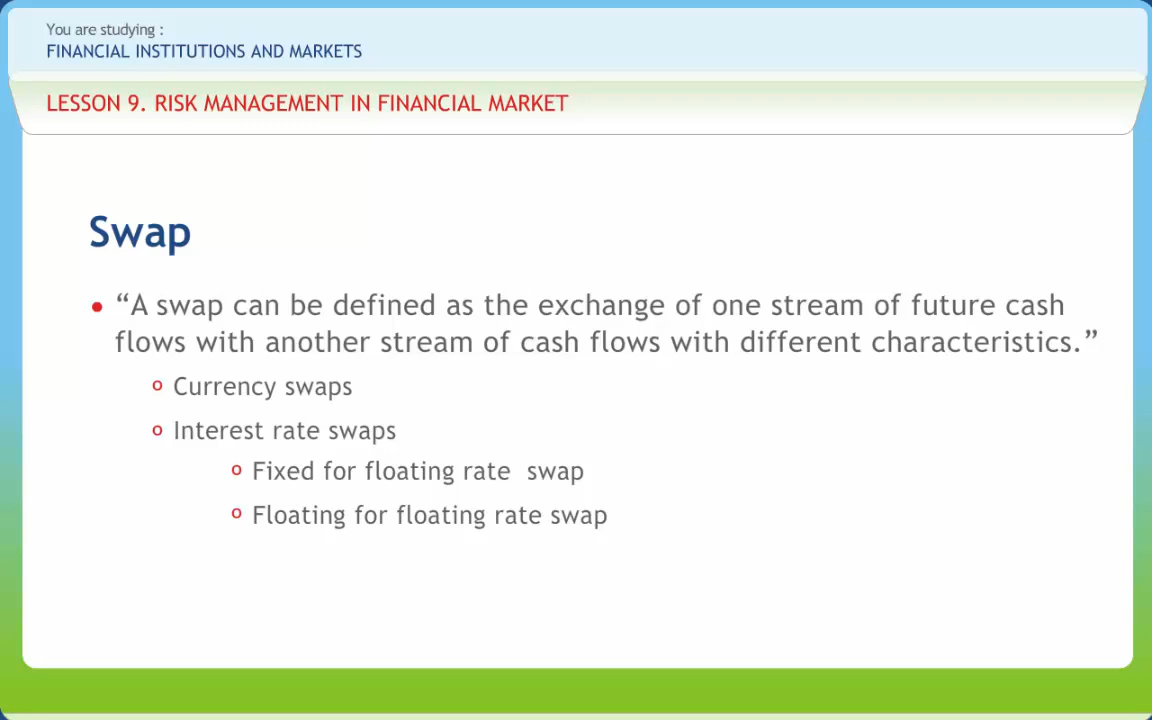 You are studying :
FINANCIAL INSTITUTIONS AND MARKETS
LESSON 9. RISK MANAGEMENT IN FINANCIAL MARKET
Swap
• “A swap can be defined as the exchange of one stream of future cash
flows with another stream of cash flows with different characteristics.”
o Currency swaps
o Interest rate swaps
o Fixed for floating rate swap
o Floating for floating rate swap